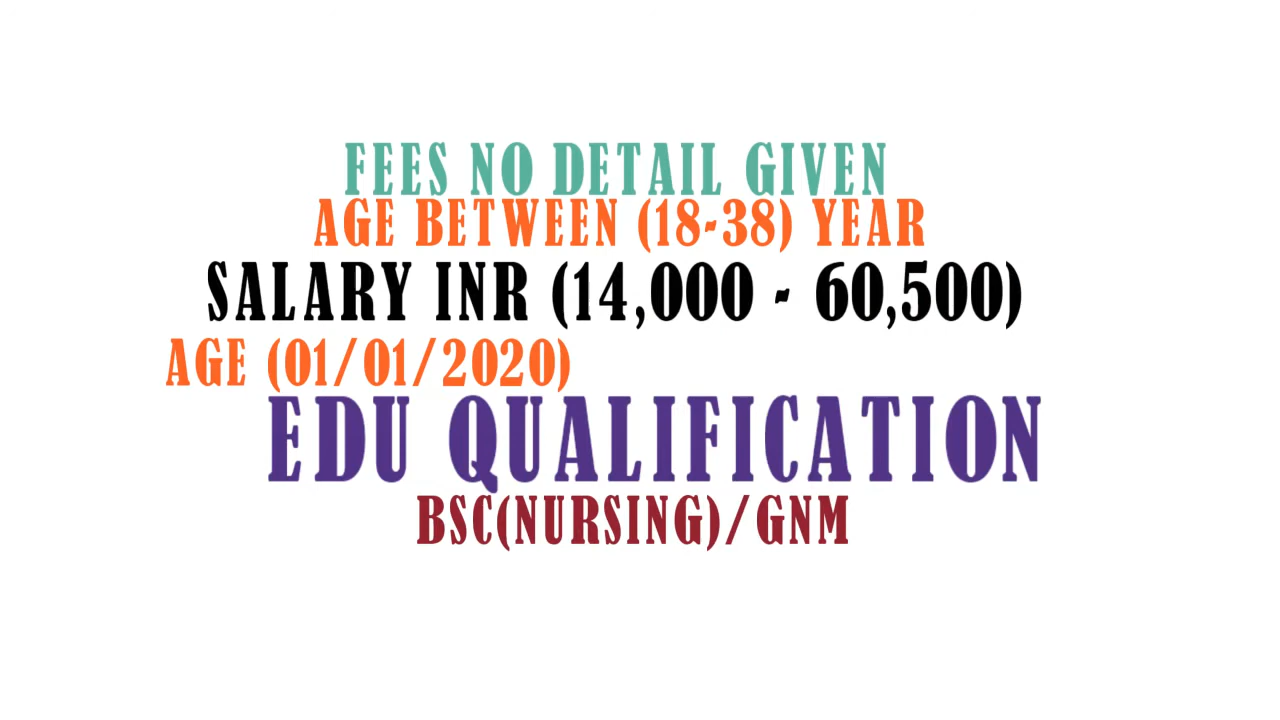 FEES NO DETAIL GIVEN
AGE BETWEEN (18-38) YEAR
SALARY INR (14,000 - 60,500)
AGE (01/01/2020)
EDU QUALIFICATION
BSC(NURSING)/GNM